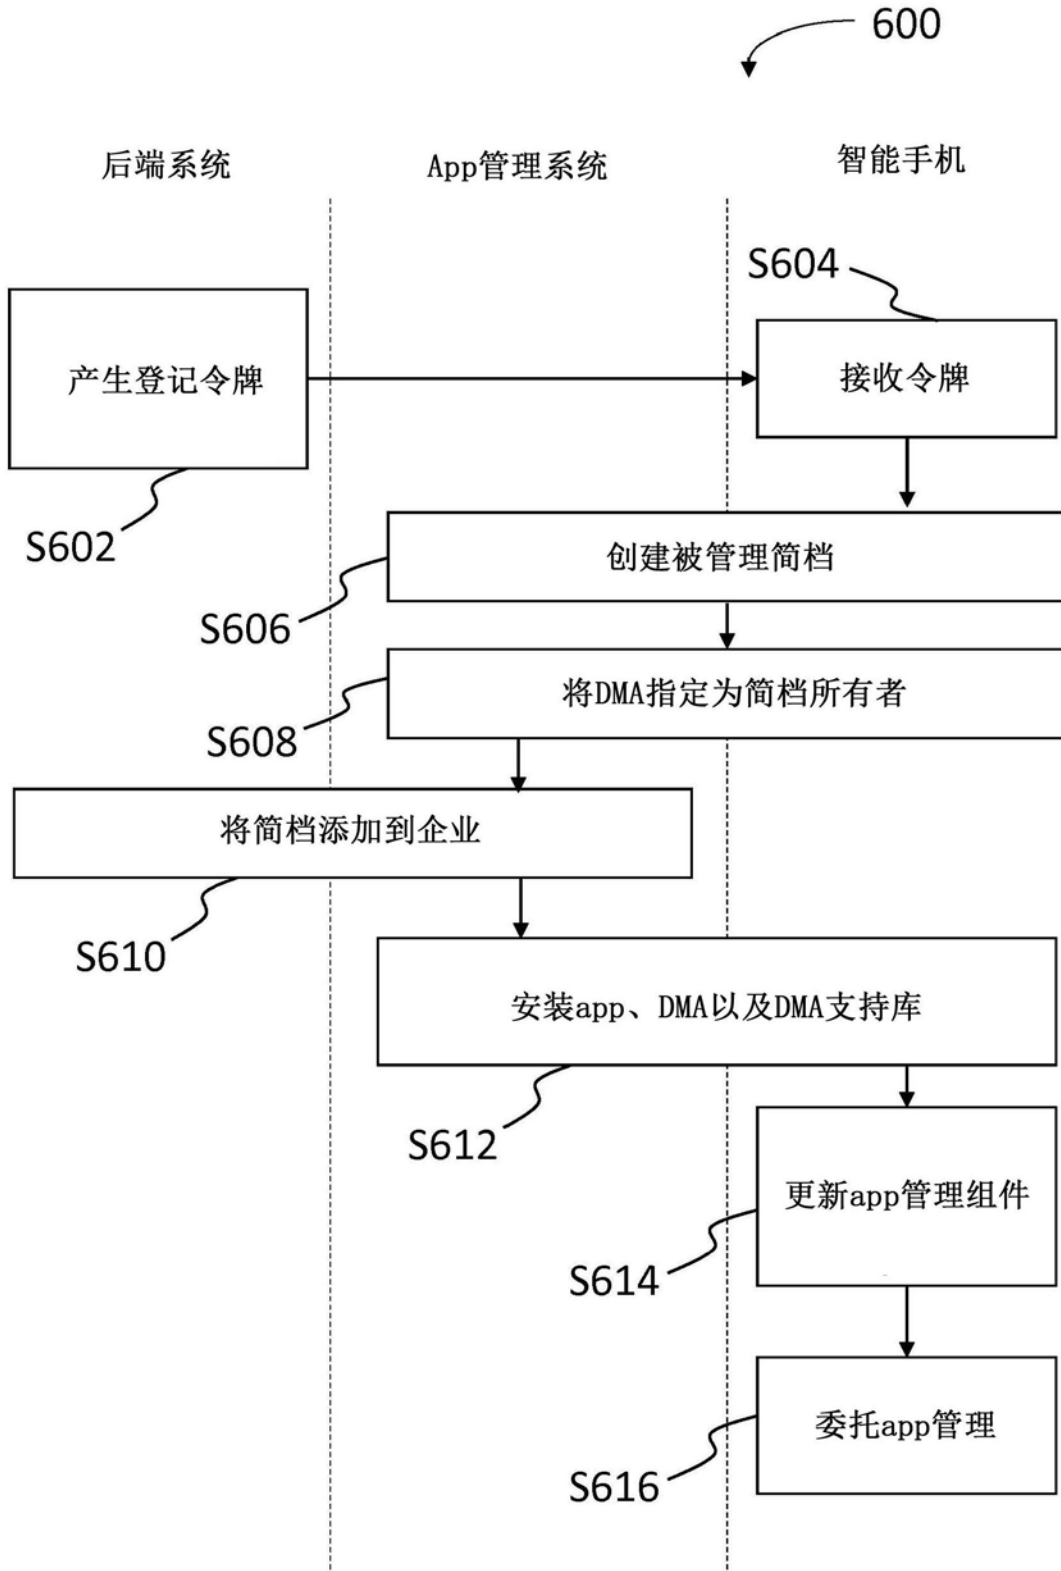 600
后端系统
App管理系统
智能手机
S604
产生登记令牌
接收令牌
S602
创建被管理简档
S606
将DMA指定为简档所有者
S608
将简档添加到企业
S610
安装app、DMA以及DMA支持库
S612
更新app管理组件
S614
委托app管理
S616